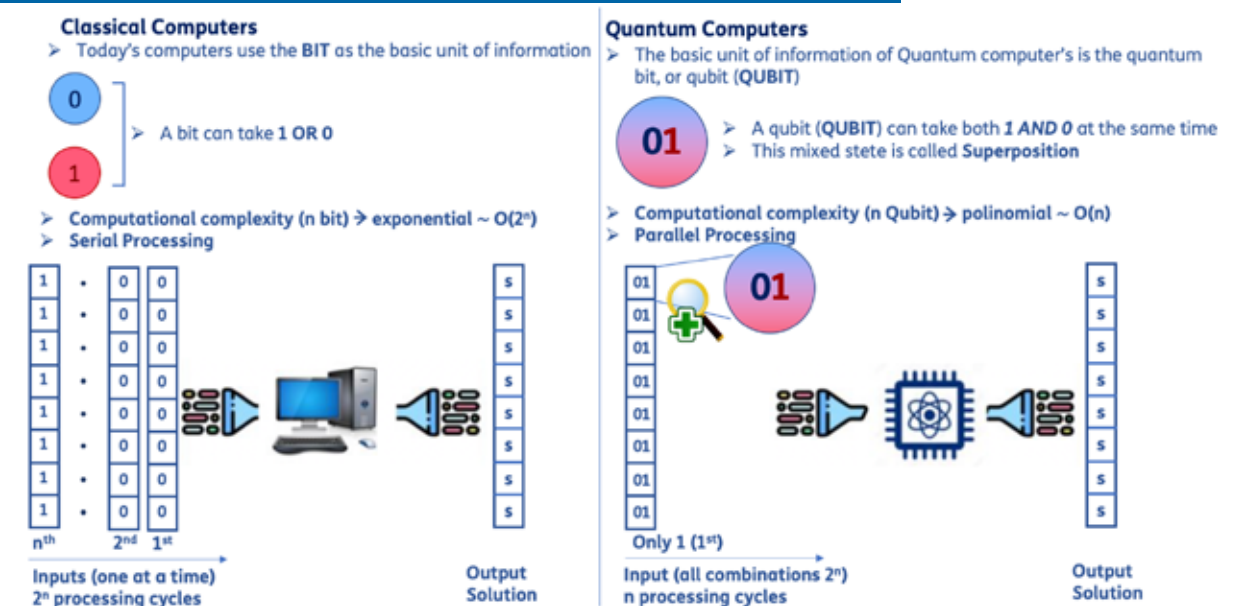 Classical Computers
➢ Today's computers use the BIT as the basic unit of information
0
➢ A bit can take 1 OR 0
1
➢ Computational complexity (n bit) → exponential ~ O(2ⁿ)
➢ Serial Processing
1 • 0 0 s
1 • 0 0 s
1 • 0 0 s
1 • 0 0 s
1 • 0 0 s
1 • 0 0 s
1 • 0 0 s
1 • 0 0 s
nᵗʰ 2ⁿᵈ 1ˢᵗ
Inputs (one at a time)
2ⁿ processing cycles
Output
Solution
Quantum Computers
➢ The basic unit of information of Quantum computer's is the quantum
bit, or qubit (QUBIT)
01
➢ A qubit (QUBIT) can take both 1 AND 0 at the same time
➢ This mixed stete is called Superposition
➢ Computational complexity (n Qubit) → polinomial ~ O(n)
➢ Parallel Processing
01
01 s
01 s
01 s
01 s
01 s
01 s
01 s
01 s
Only 1 (1ˢᵗ)
Input (all combinations 2ⁿ)
n processing cycles
Output
Solution